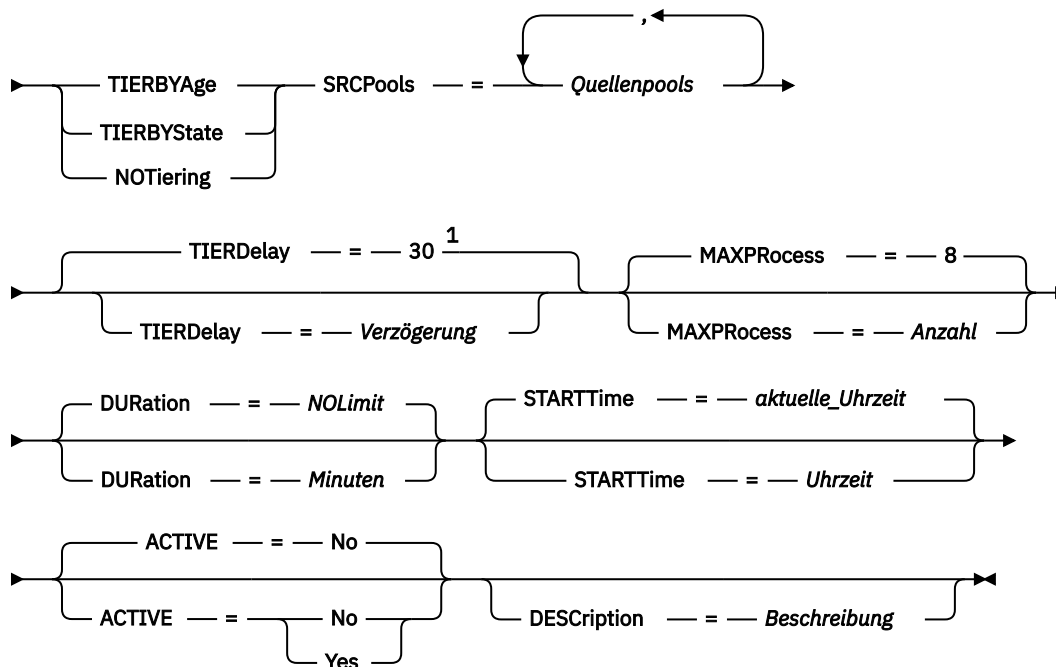 ,
TIERBYAge SRCPools = Quellenpools
TIERBYState
NOTiering
TIERDelay = 30 1 MAXPRocess = 8
TIERDelay = Verzögerung MAXPRocess = Anzahl
DURation = NOLimit STARTTime = aktuelle_Uhrzeit
DURation = Minuten STARTTime = Uhrzeit
ACTIVE = No
ACTIVE = No DESCription = Beschreibung
Yes